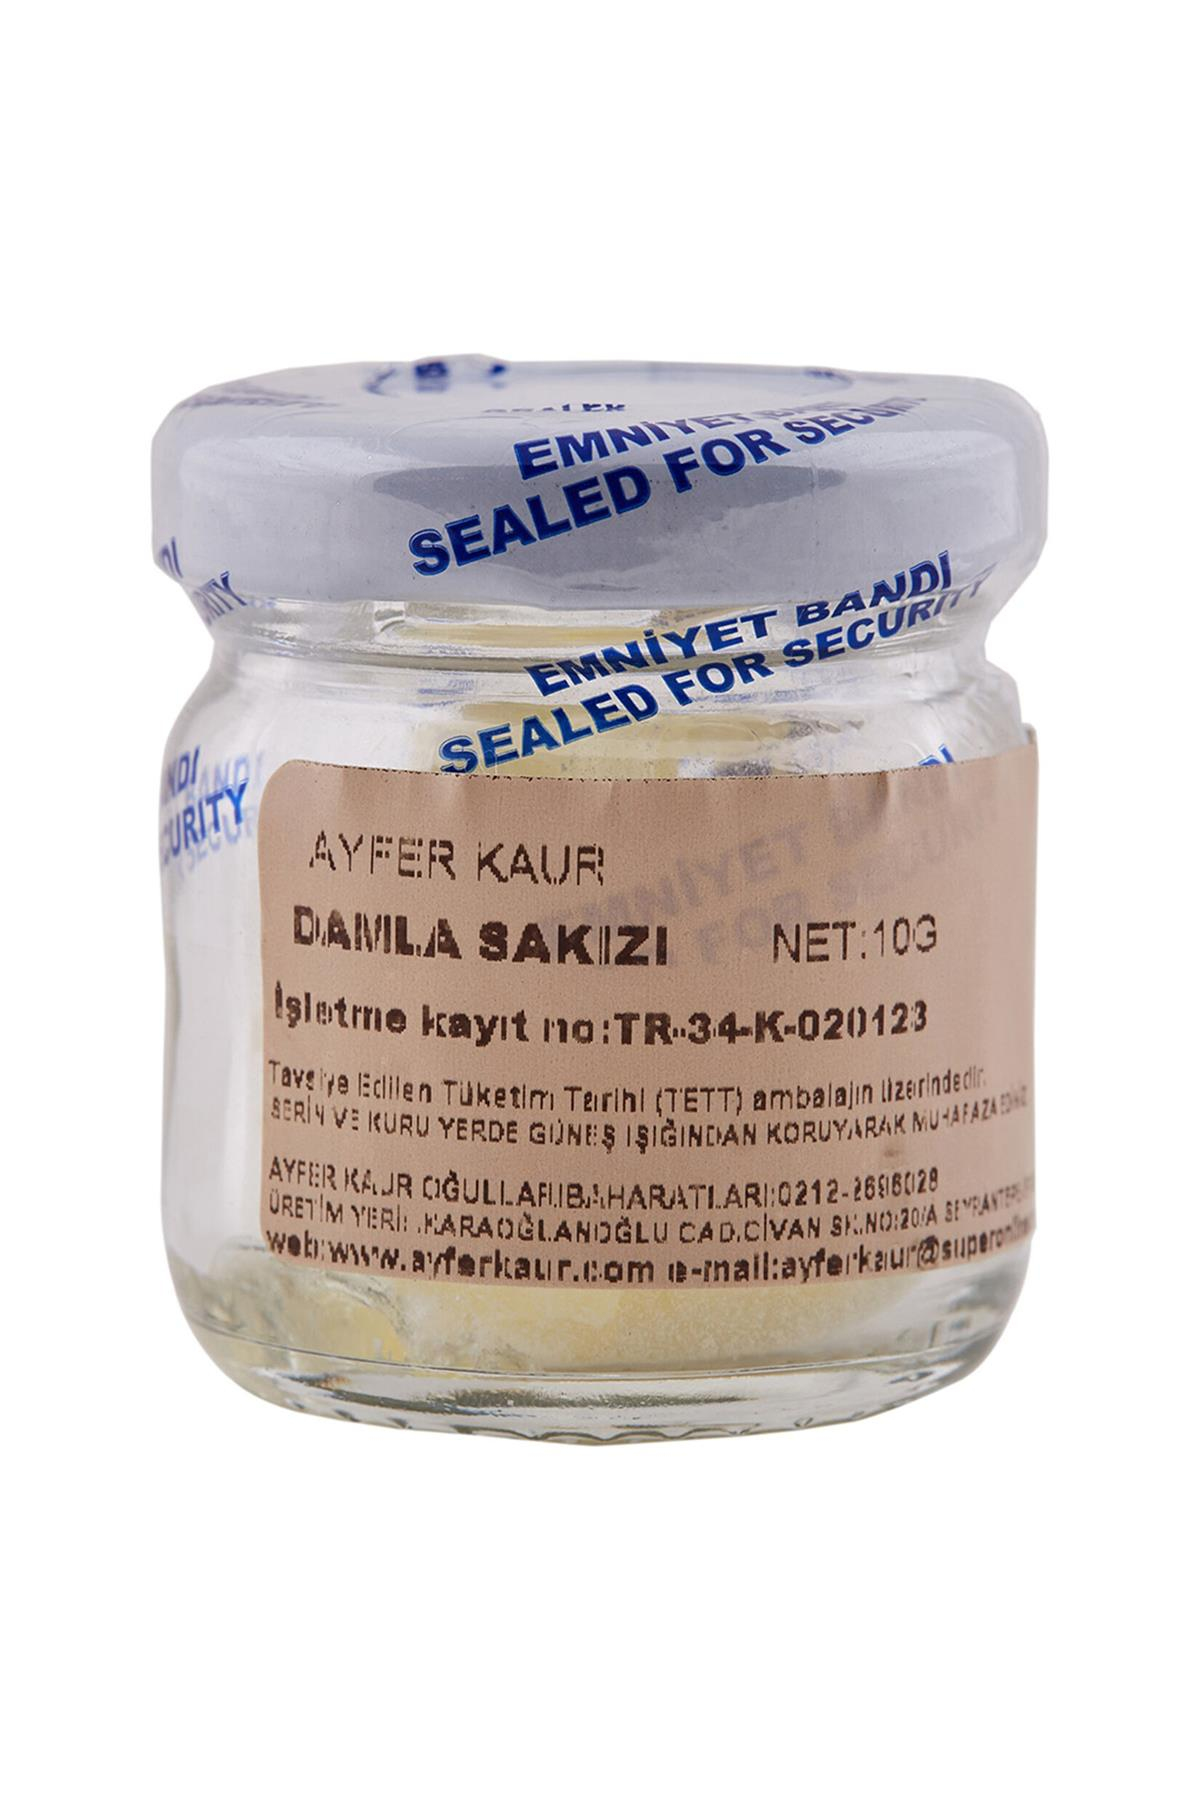 EMNİYET
SEALED FOR SECURITY
EMNİYET BANDI
SEALED FOR SECURITY
AYFER KAUR
DAMLA SAKIZI NET:10G
İşletme kayıt no:TR-34-K-020123
Tavsiye Edilen Tüketim Tarihi (TETT) ambalajın üzerindedir.
SERİN VE KURU YERDE GÜNEŞ IŞIĞINDAN KORUYARAK MUHAFAZA EDİNİZ
AYFER KAUR OĞULLARI BAHARATLARI:0212-2696028
ÜRETİM YERİ: KARAOĞLANOĞLU CAD.CİVAN SK.NO:20/A
web:www.ayferkaur.com e-mail:ayferkaur@superonline